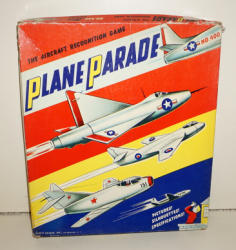 THE AIRCRAFT RECOGNITION GAME
NO 400
PLANE PARADE
PICTURES!
SILHOUETTES!
SPECIFICATIONS!